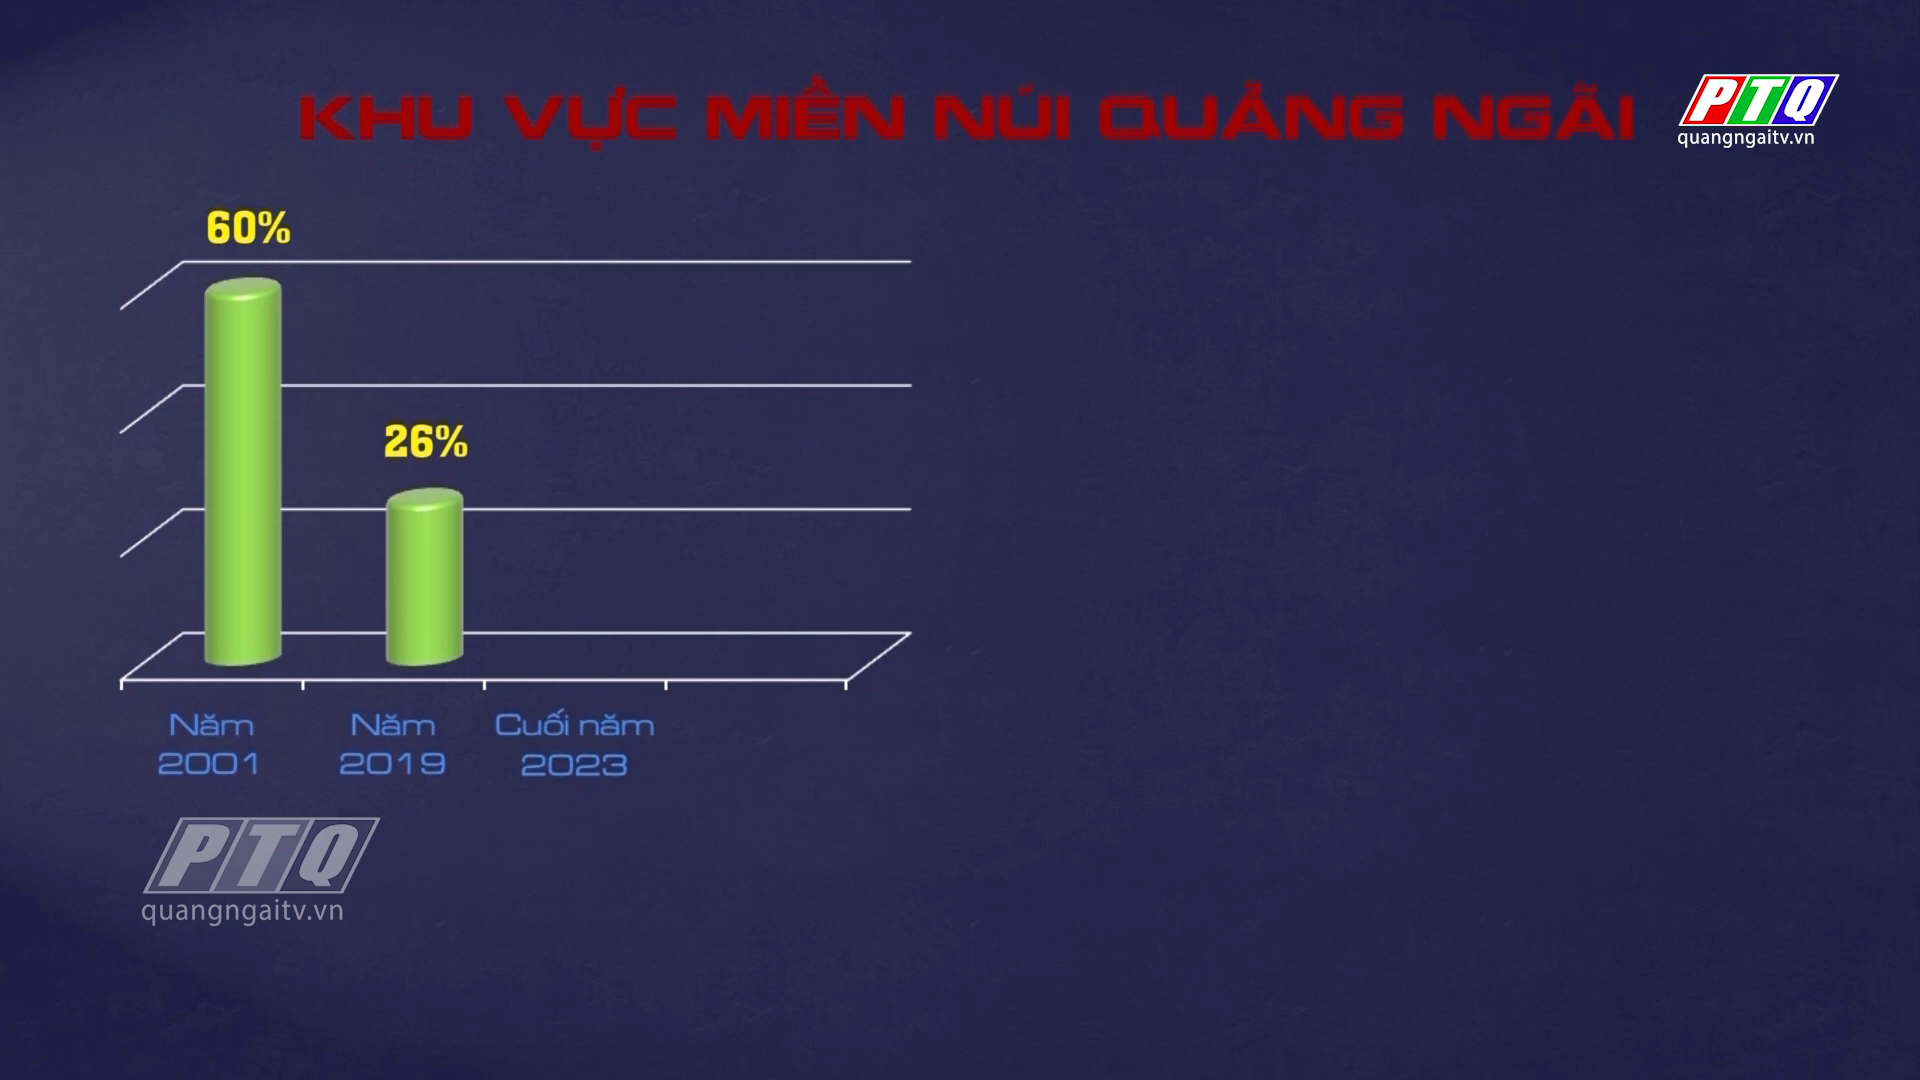 KHU VỰC MIỀN NÚI QUẢNG NGÃI
PTQ
quangngaitv.vn
60%
26%
Năm
2001
Năm
2019
Cuối năm
2023
PTQ
quangngaitv.vn